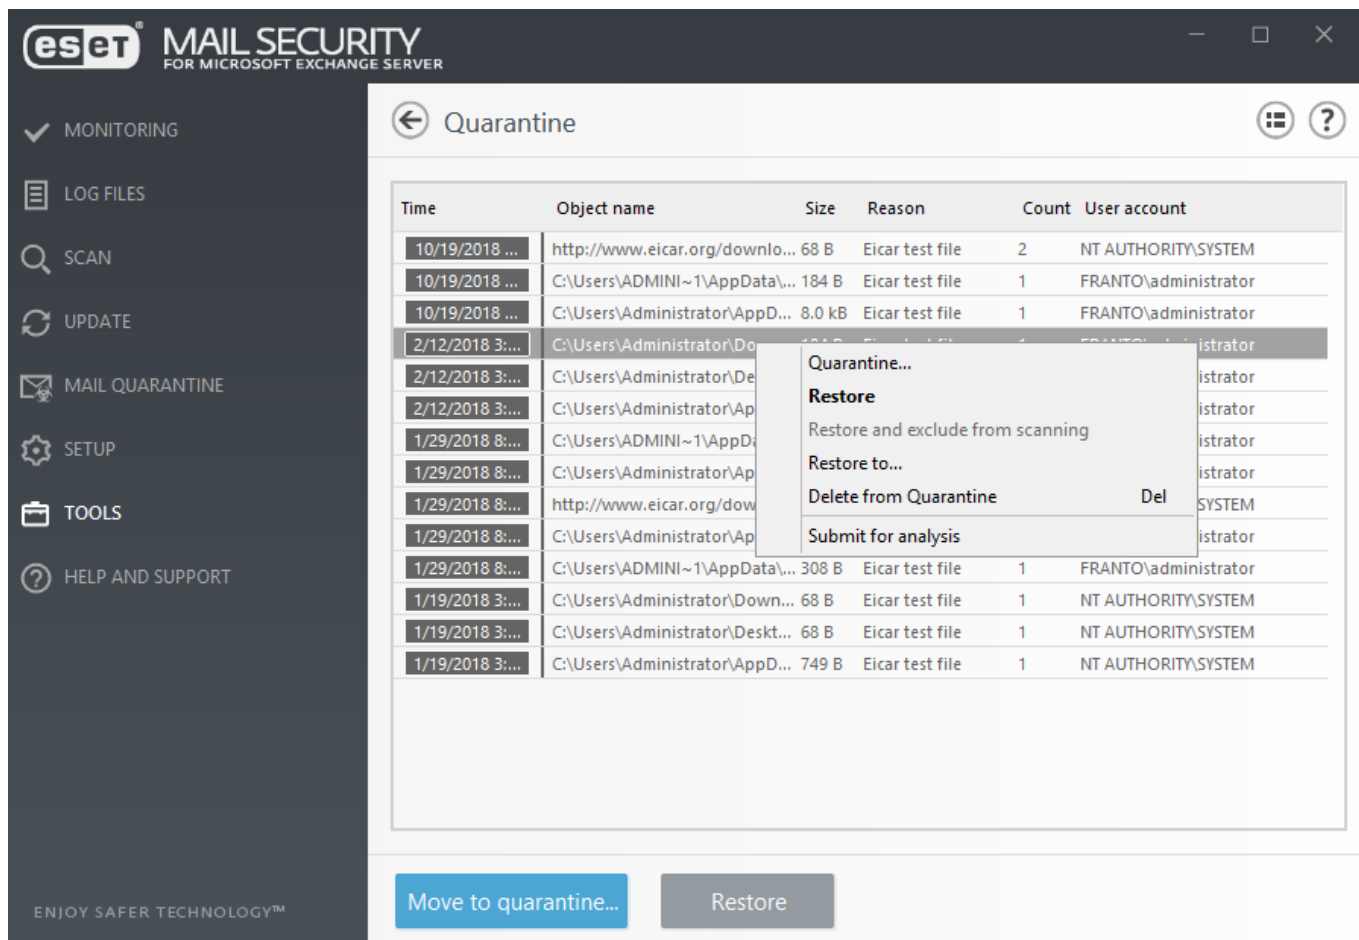 eset® MAIL SECURITY
FOR MICROSOFT EXCHANGE SERVER
MONITORING
LOG FILES
SCAN
UPDATE
MAIL QUARANTINE
SETUP
TOOLS
HELP AND SUPPORT
ENJOY SAFER TECHNOLOGY™
Quarantine
?
Time Object name Size Reason Count User account
10/19/2018 ... http://www.eicar.org/downlo... 68 B Eicar test file 2 NT AUTHORITY\SYSTEM
10/19/2018 ... C:\Users\ADMINI~1\AppData\... 184 B Eicar test file 1 FRANTO\administrator
10/19/2018 ... C:\Users\Administrator\AppD... 8.0 kB Eicar test file 1 FRANTO\administrator
2/12/2018 3:... C:\Users\Administrator\Do istrator
2/12/2018 3:... C:\Users\Administrator\De istrator
2/12/2018 3:... C:\Users\Administrator\Ap istrator
1/29/2018 8:... C:\Users\ADMINI~1\AppDa istrator
1/29/2018 8:... C:\Users\Administrator\Ap istrator
1/29/2018 8:... http://www.eicar.org/dow SYSTEM
1/29/2018 8:... C:\Users\Administrator\Ap istrator
1/29/2018 8:... C:\Users\ADMINI~1\AppData\... 308 B Eicar test file 1 FRANTO\administrator
1/19/2018 3:... C:\Users\Administrator\Down... 68 B Eicar test file 1 NT AUTHORITY\SYSTEM
1/19/2018 3:... C:\Users\Administrator\Deskt... 68 B Eicar test file 1 NT AUTHORITY\SYSTEM
1/19/2018 3:... C:\Users\Administrator\AppD... 749 B Eicar test file 1 NT AUTHORITY\SYSTEM
Quarantine...
Restore
Restore and exclude from scanning
Restore to...
Delete from Quarantine Del
Submit for analysis
Move to quarantine... Restore